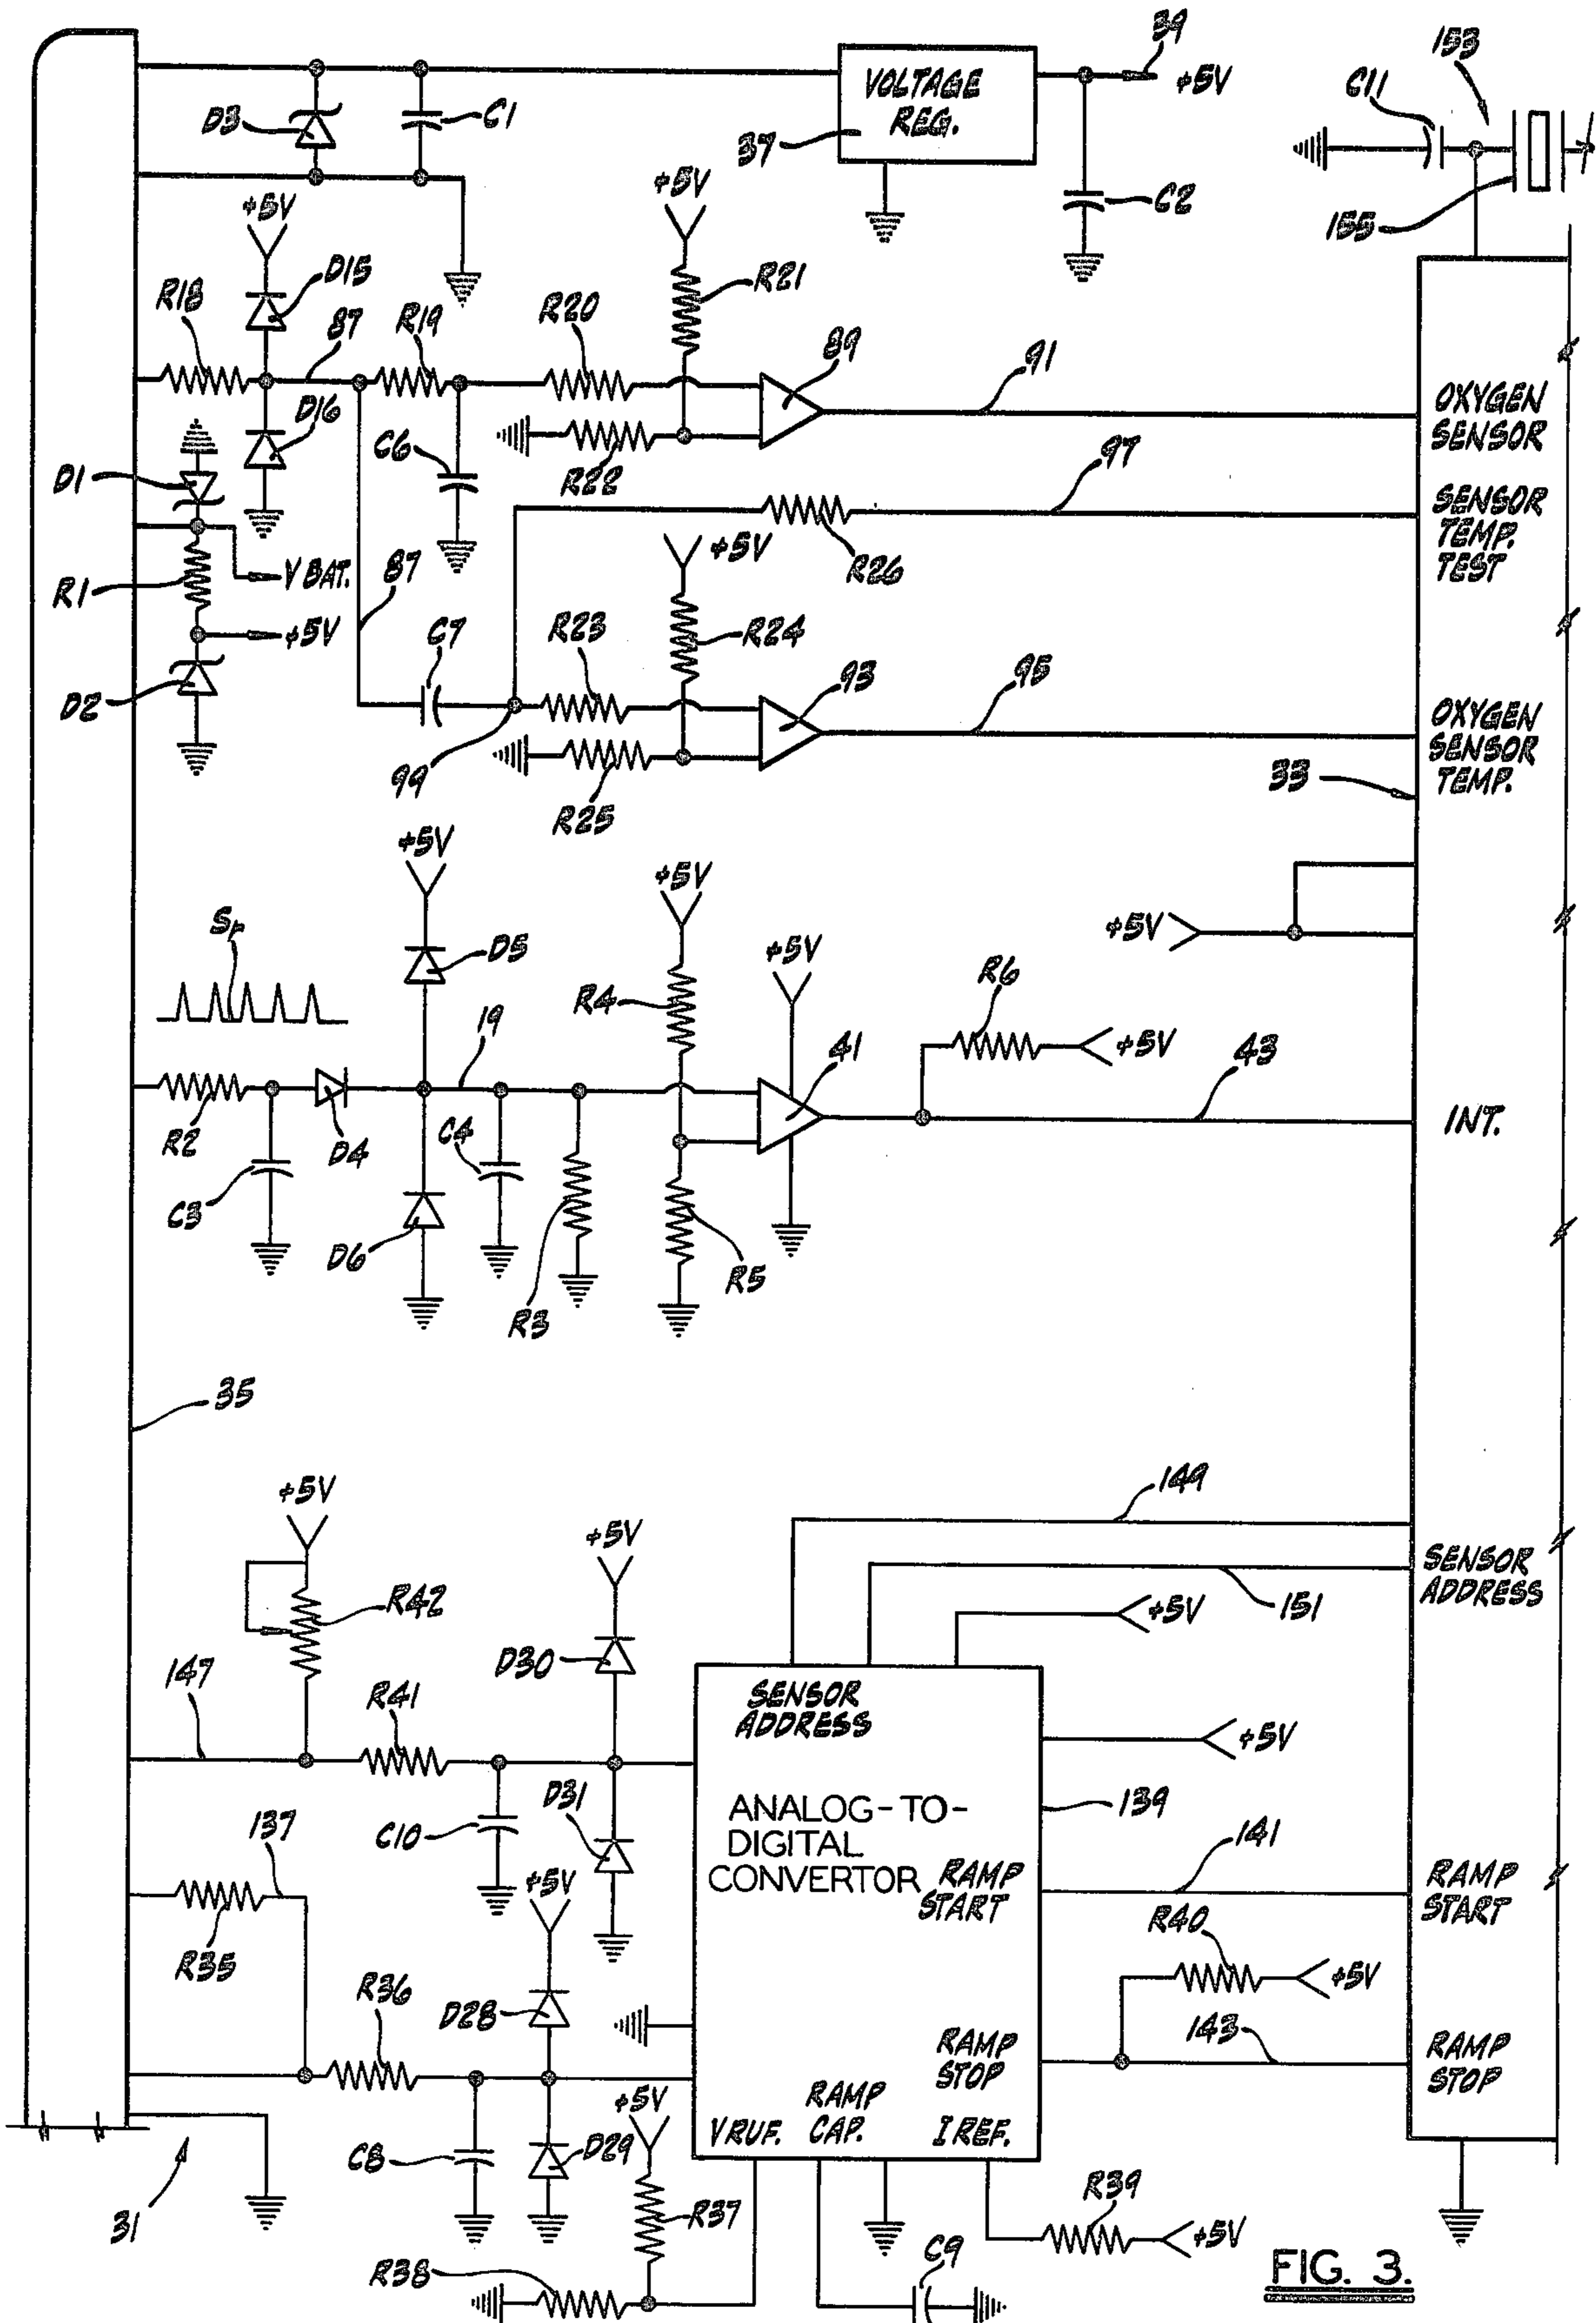 39
153
C11
VOLTAGE
REG.
+5V
D3
C1
37
+5V
C2
155
+5V
D15
R18
87
R19
R20
R21
89
91
OXYGEN
SENSOR
D16
C6
R22
97
D1
SENSOR
TEMP.
TEST
+5V
R26
R1
V BAT.
87
+5V
C7
R23
R24
93
95
D2
OXYGEN
SENSOR
TEMP.
99
33
R25
+5V
+5V
+5V
Sr
D5
+5V
R6
R4
19
41
+5V
43
R2
D4
C4
INT.
C3
D6
R3
R5
35
149
+5V
+5V
SENSOR
ADDRESS
R42
151
+5V
D30
147
R41
SENSOR
ADDRESS
+5V
137
C10
D31
ANALOG-TO-
DIGITAL
CONVERTOR
139
141
+5V
RAMP
START
RAMP
START
R35
R40
R36
D28
+5V
143
RAMP
STOP
RAMP
STOP
+5V
RAMP
CAP.
VRUF.
I REF.
C8
D29
31
R37
R39
+5V
R38
C9
FIG. 3.